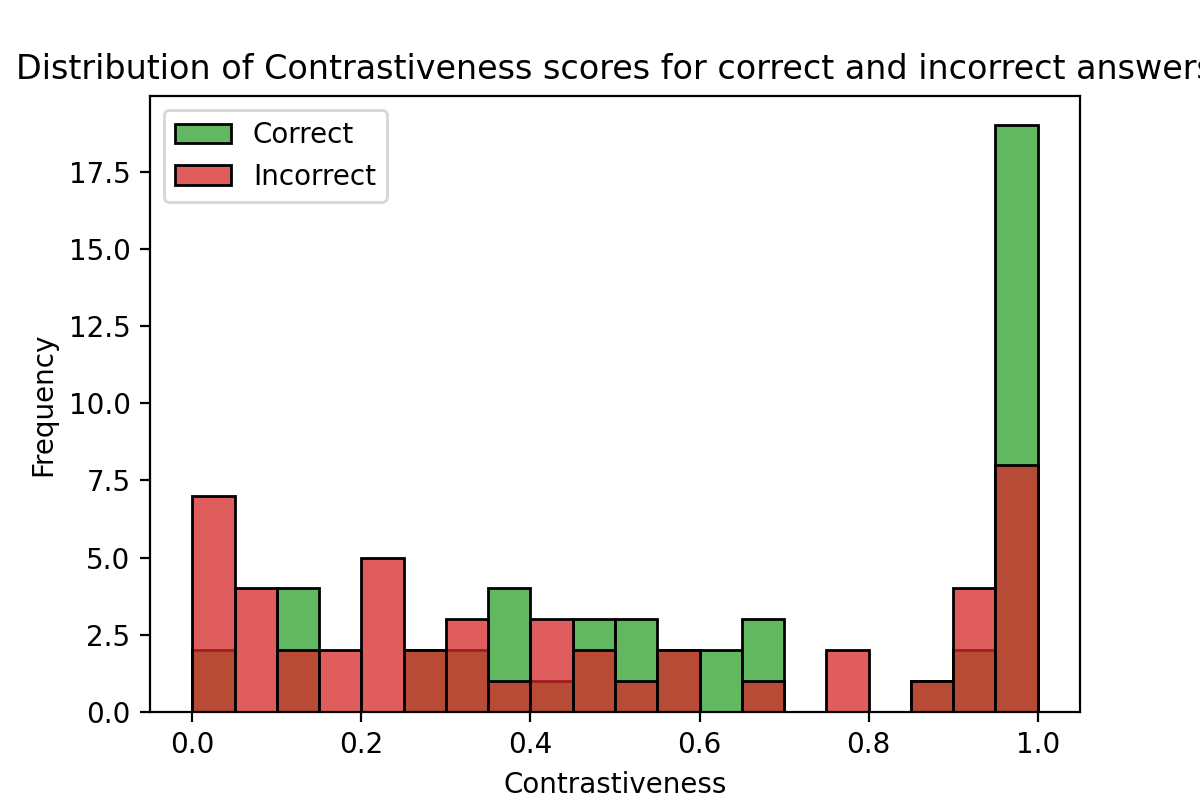 Distribution of Contrastiveness scores for correct and incorrect answers
Correct
Incorrect
17.5
15.0
12.5
10.0
7.5
5.0
2.5
0.0
Frequency
0.0 0.2 0.4 0.6 0.8 1.0
Contrastiveness